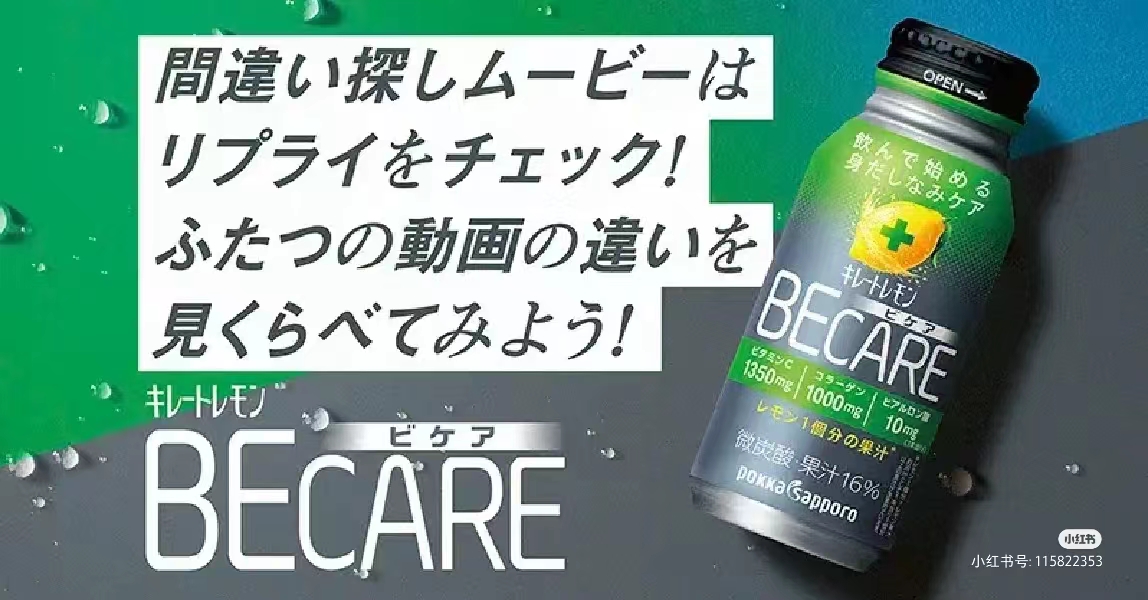 間違い探しムービーは
リプライをチェック!
ふたつの動画の違いを
見くらべてみよう!
キレートレモン
ビケア
BECARE
OPEN→
飲んで始める
身だしなみケア
キレートレモン
ビケア
BECARE
ビタミンC
1350mg
コラーゲン
1000mg
ヒアルロン酸
10mg
レモン1個分の果汁
微炭酸・果汁16%
pokka sapporo
小红书
小红书号: 115822353